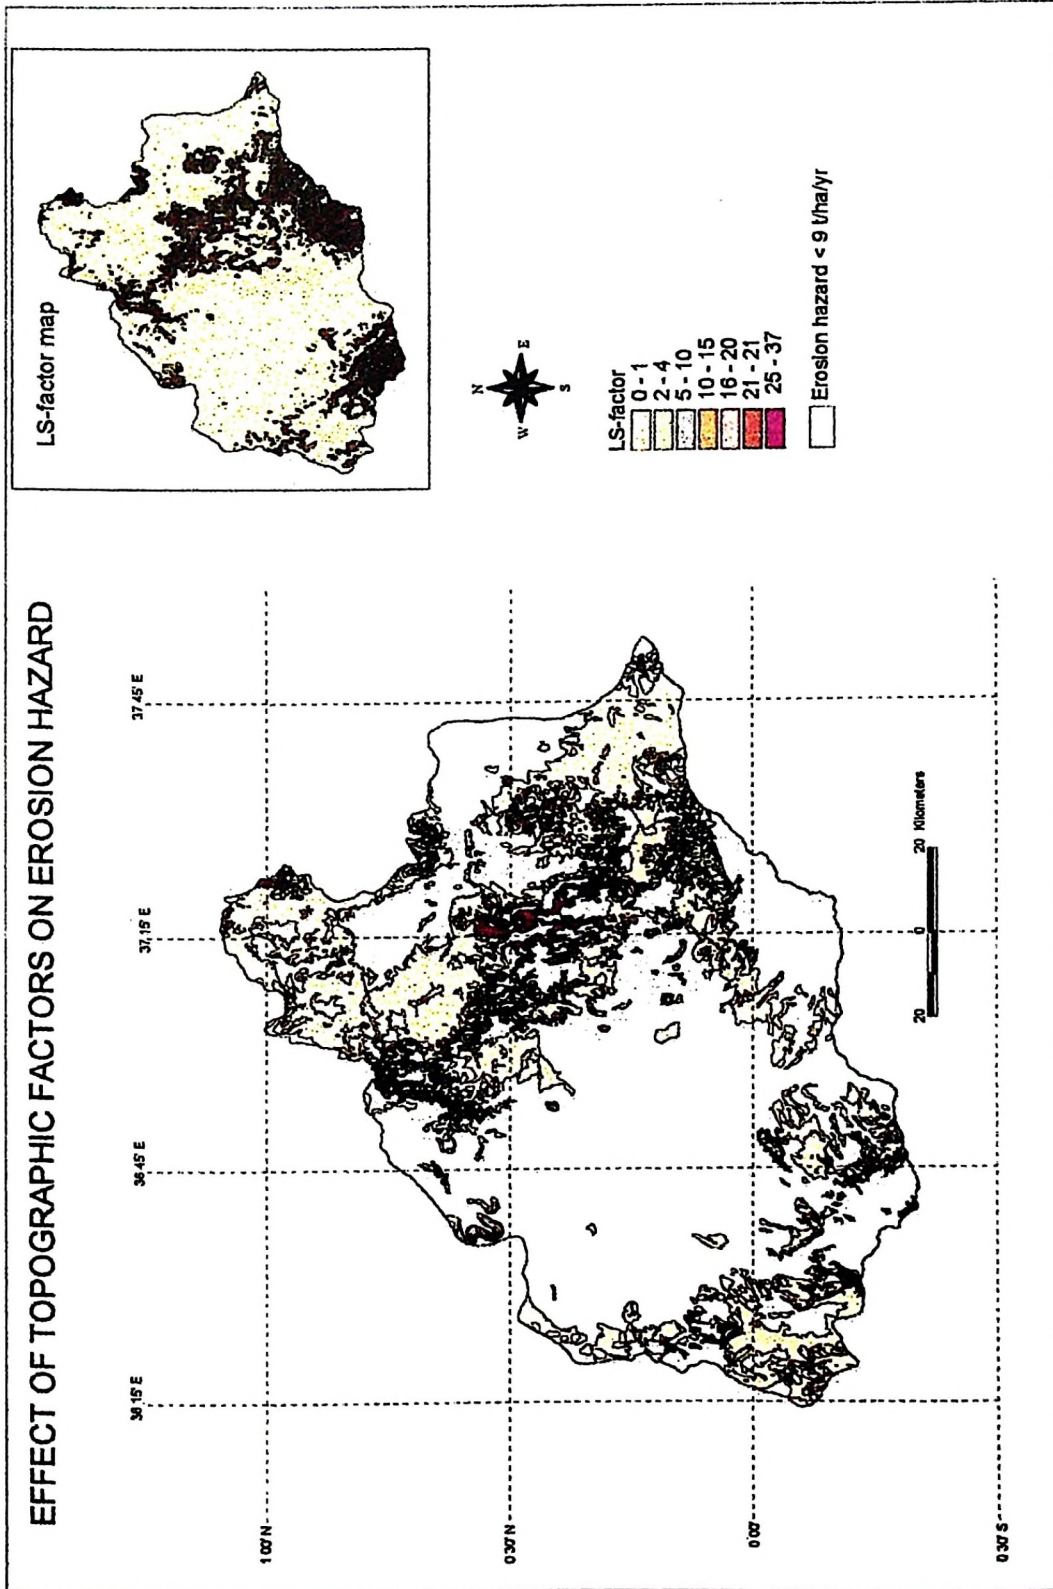 EFFECT OF TOPOGRAPHIC FACTORS ON EROSION HAZARD
36.15' E
36.45' E
37.15' E
37.45' E
1.00' N
0.30' N
0.00'
0.30' S
20 0 20 Kilometers
LS-factor map
N
W E
S
LS-factor
0 - 1
2 - 4
5 - 10
10 - 15
16 - 20
21 - 21
25 - 37
Erosion hazard < 9 t/ha/yr